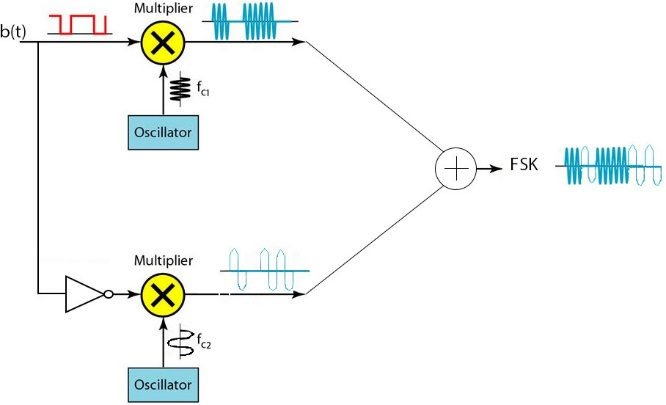 Multiplier
b(t)
fc1
Oscillator
FSK
Multiplier
fc2
Oscillator